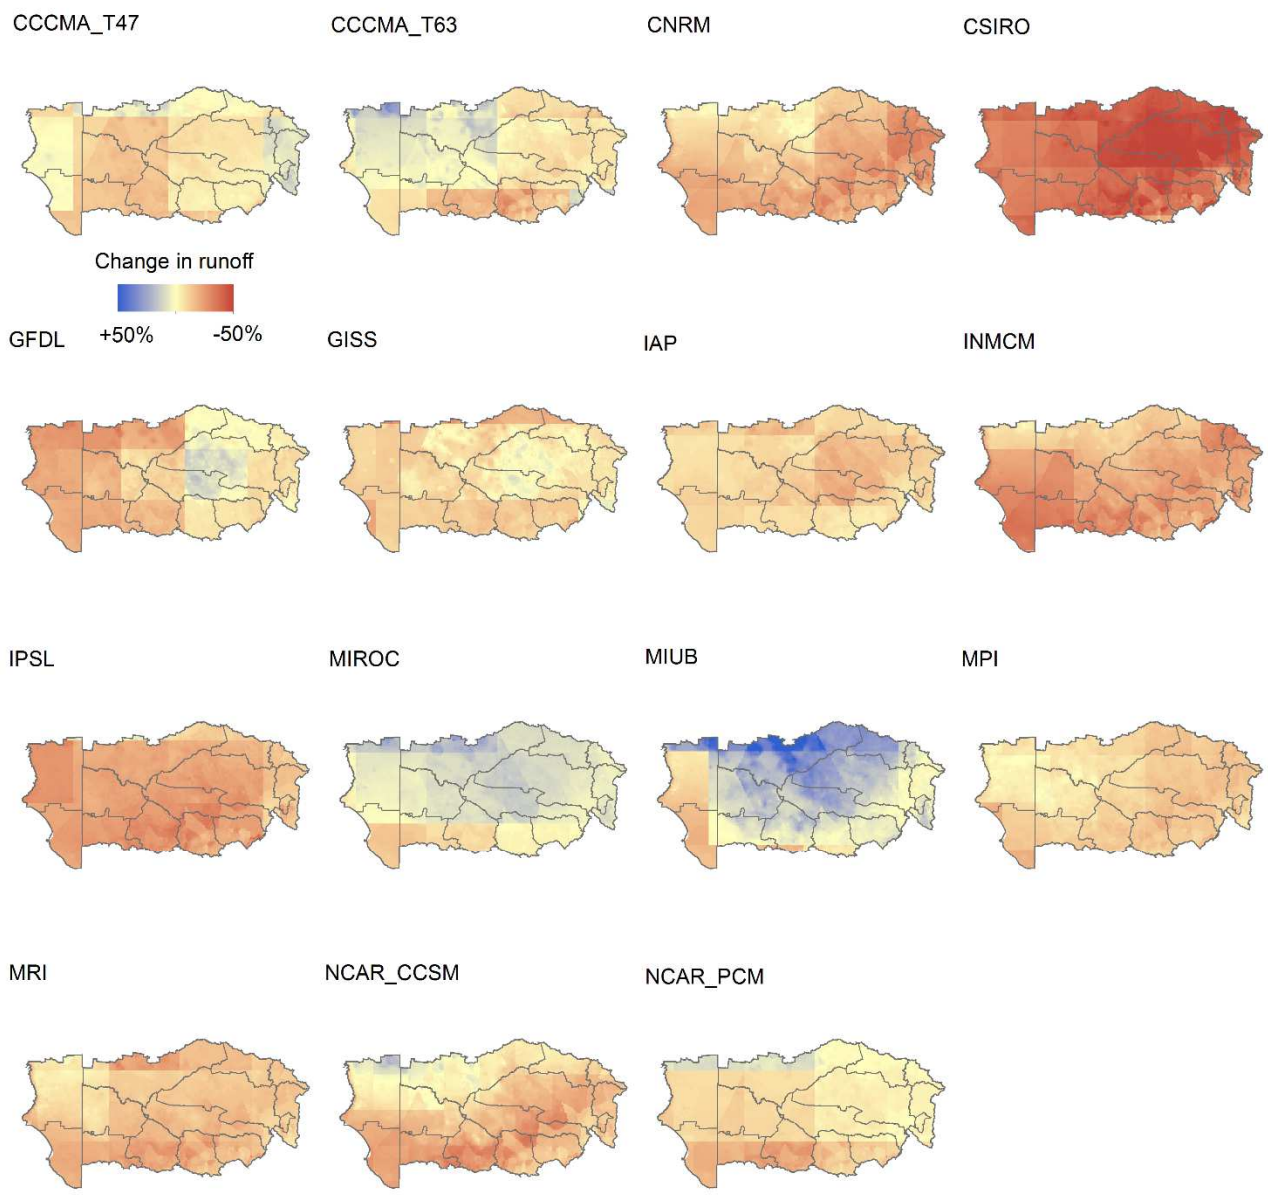 CCCMA_T47
CCCMA_T63
CNRM
CSIRO
Change in runoff
+50%
-50%
GFDL
GISS
IAP
INMCM
IPSL
MIROC
MIUB
MPI
MRI
NCAR_CCSM
NCAR_PCM